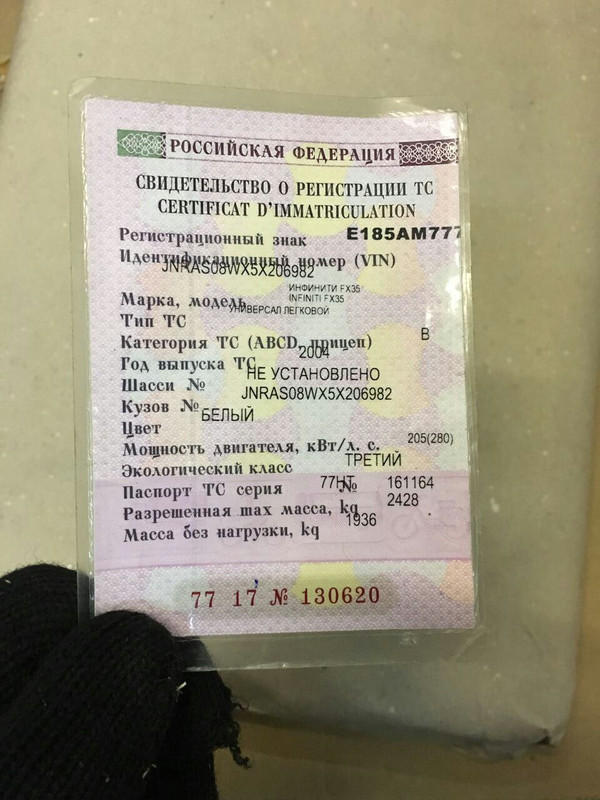 РОССИЙСКАЯ ФЕДЕРАЦИЯ
СВИДЕТЕЛЬСТВО О РЕГИСТРАЦИИ ТС
CERTIFICAT D'IMMATRICULATION
Регистрационный знак E185AM777
Идентификационный номер (VIN)
JNRAS08WX5X206982
ИНФИНИТИ FX35
Марка, модель INFINITI FX35
УНИВЕРСАЛ ЛЕГКОВОЙ
Тип ТС
Категория ТС (ABCD, прицеп) B
Год выпуска ТС 2004
Шасси № НЕ УСТАНОВЛЕНО
Кузов № JNRAS08WX5X206982
Цвет БЕЛЫЙ
Мощность двигателя, кВт/л. с. 205(280)
Экологический класс ТРЕТИЙ
Паспорт ТС серия 77НТ № 161164
Разрешенная max масса, kg 2428
Масса без нагрузки, kg 1936
77 17 № 130620